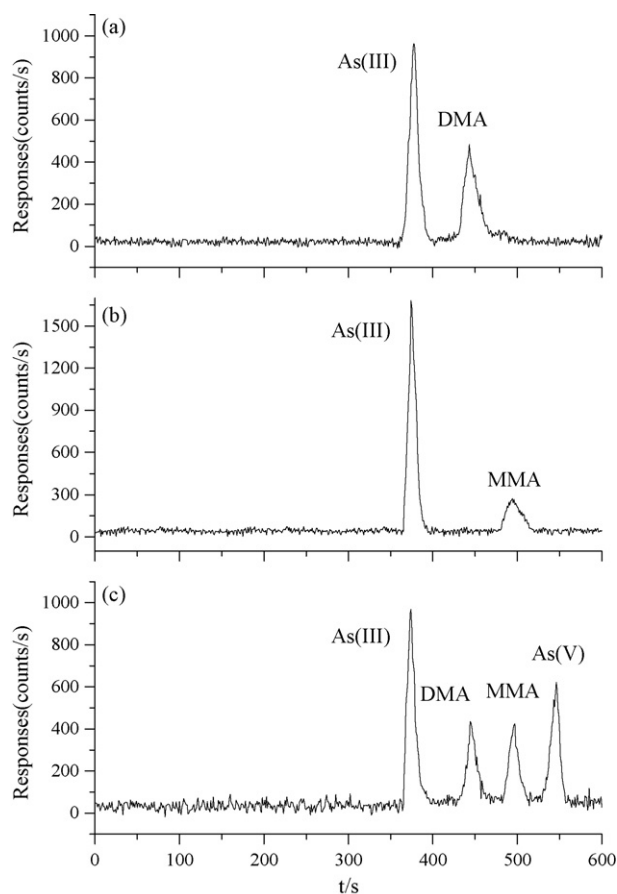 (a)
1000
800
600
400
200
0
Responses(counts/s)
As(III)
DMA
(b)
1500
1200
900
600
300
0
Responses(counts/s)
As(III)
MMA
(c)
1000
800
600
400
200
0
Responses(counts/s)
As(III)
DMA
MMA
As(V)
0 100 200 300 400 500 600
t/s